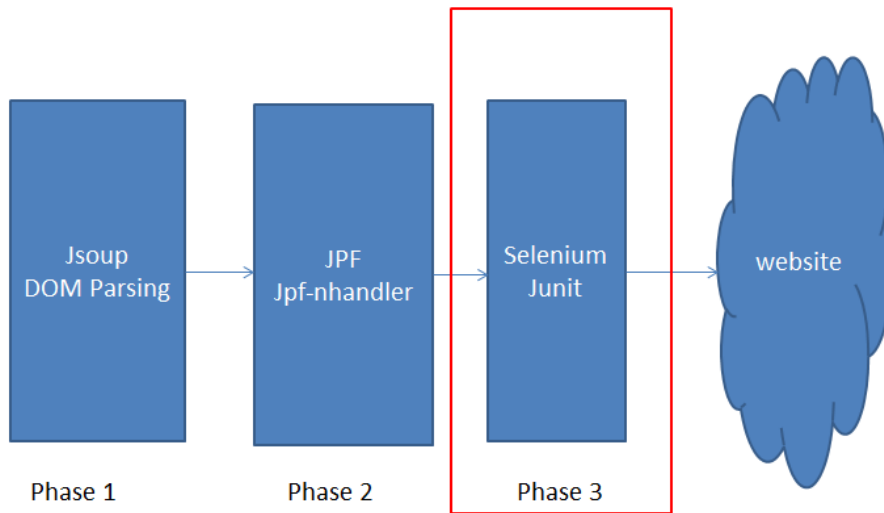 Jsoup
DOM Parsing
JPF
Jpf-nhandler
Selenium
Junit
website
Phase 1
Phase 2
Phase 3